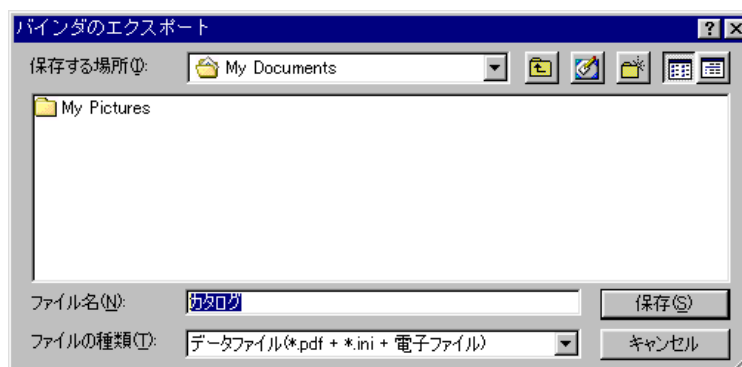 バインダのエクスポート
保存する場所(I): My Documents
My Pictures
ファイル名(N): カタログ 保存(S)
ファイルの種類(T): データファイル(*.pdf + *.ini + 電子ファイル) キャンセル